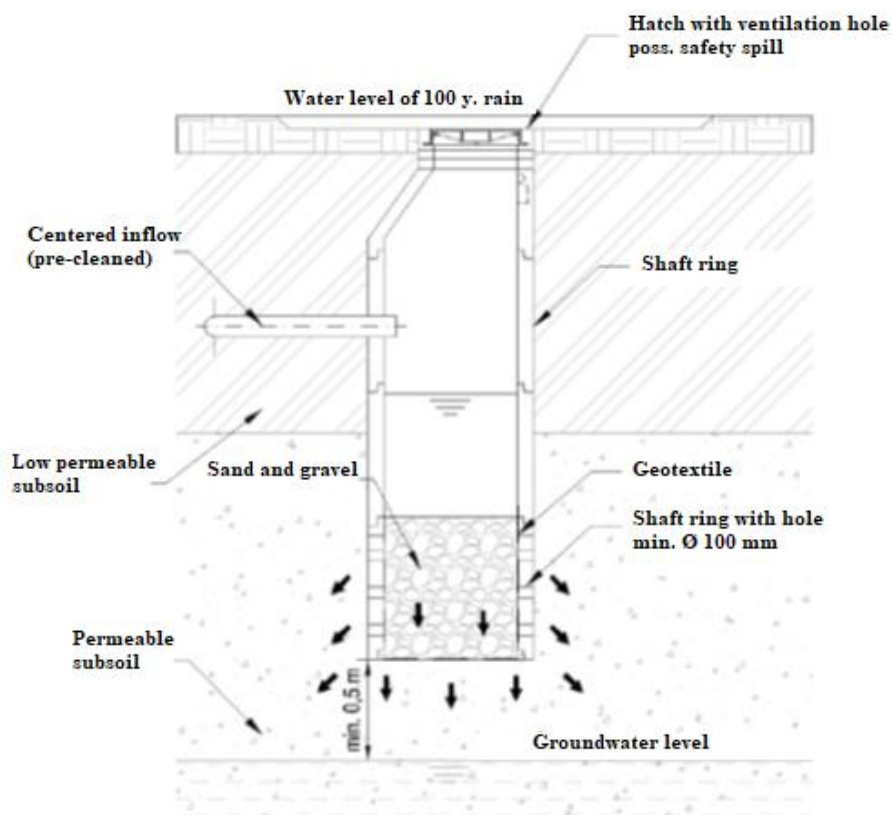 Hatch with ventilation hole
poss. safety spill
Water level of 100 y. rain
Centered inflow
(pre-cleaned)
Shaft ring
Low permeable
subsoil
Sand and gravel
Geotextile
Shaft ring with hole
min. Ø 100 mm
Permeable
subsoil
min. 0,5 m
Groundwater level